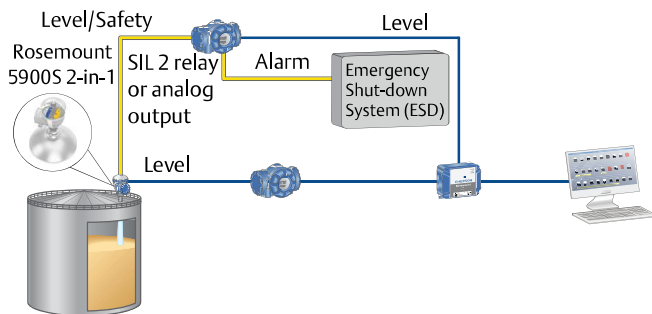 Level/Safety
Level
Rosemount
5900S 2-in-1
SIL 2 relay
or analog
output
Alarm
Emergency
Shut-down
System (ESD)
Level